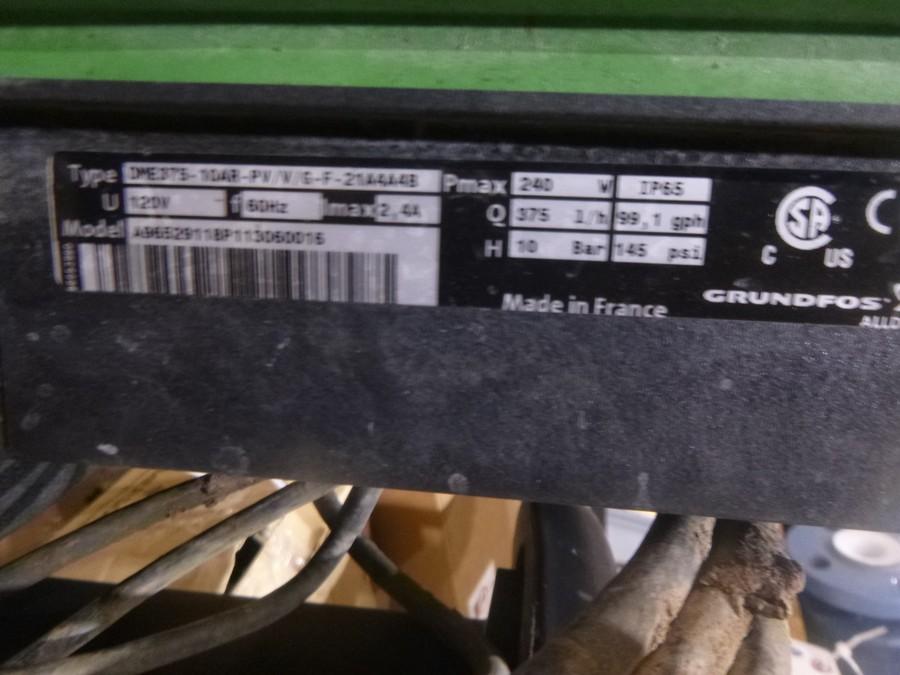 Type DME375-10AR-PV/V/G-F-21A4A4B
U 120V f 60Hz Imax 2,4A
Model A96529118P113060016
Pmax 240 W IP65
Q 375 l/h 99,1 gph
H 10 Bar 145 psi
Made in France
C US
GRUNDFOS